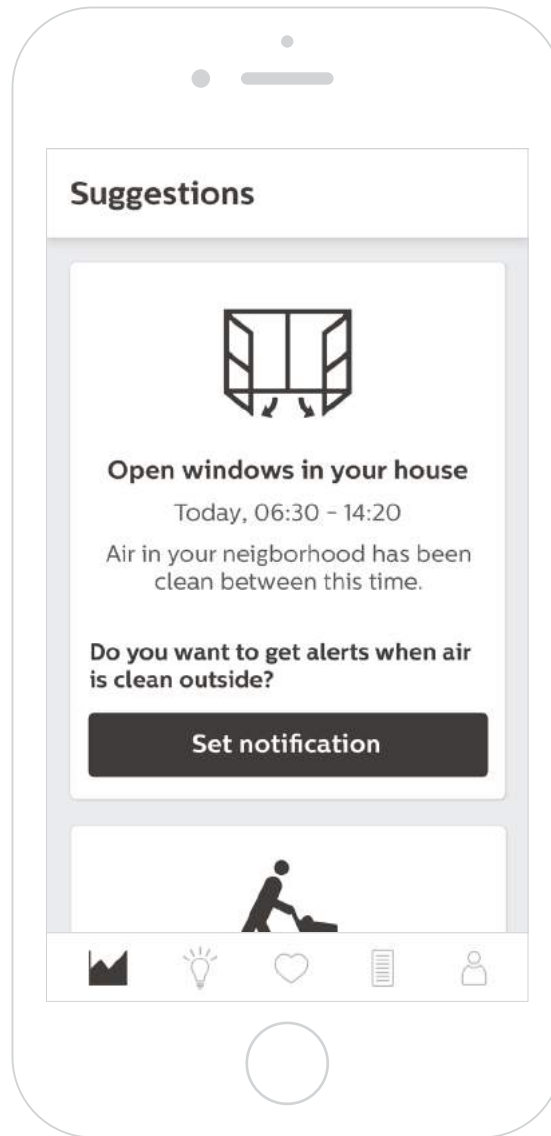 Suggestions
Open windows in your house
Today, 06:30 – 14:20
Air in your neigborhood has been
clean between this time.
Do you want to get alerts when air
is clean outside?
Set notification